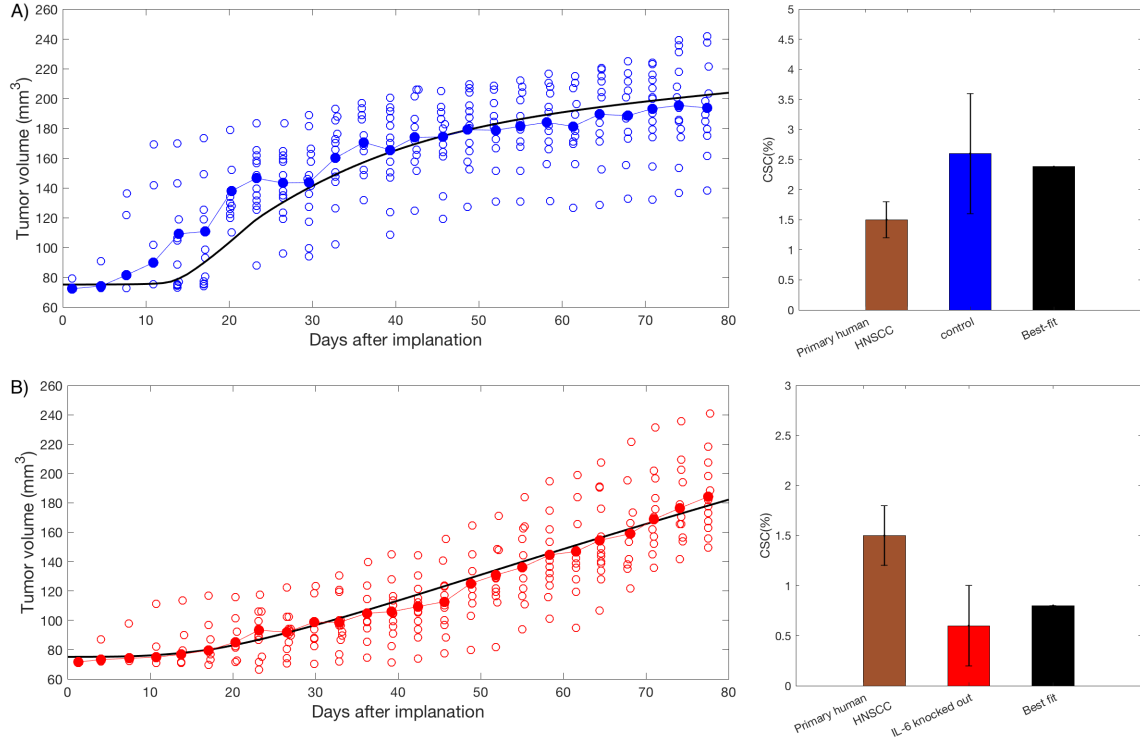 A)
Tumor volume (mm3)
260
240
220
200
180
160
140
120
100
80
60
0 10 20 30 40 50 60 70 80
Days after implanation
CSC(%)
5
4.5
4
3.5
3
2.5
2
1.5
1
0.5
0
Primary human
HNSCC
control
Best-fit
B)
Tumor volume (mm3)
260
240
220
200
180
160
140
120
100
80
60
0 10 20 30 40 50 60 70 80
Days after implanation
CSC(%)
3
2.5
2
1.5
1
0.5
0
Primary human
HNSCC
IL-6 knocked out
Best fit